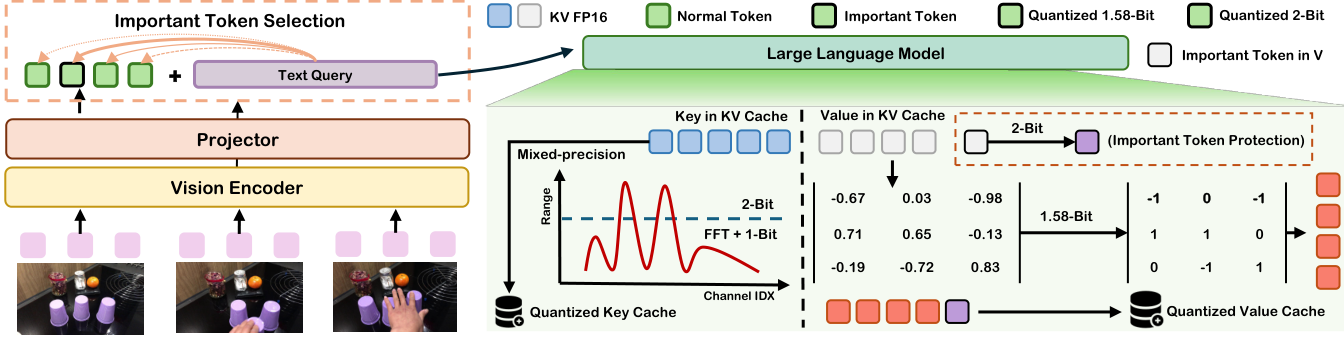 Important Token Selection
+
Text Query
Projector
Vision Encoder
KV FP16
Normal Token
Important Token
Quantized 1.58-Bit
Quantized 2-Bit
Large Language Model
Important Token in V
Key in KV Cache
Mixed-precision
Range
2-Bit
FFT + 1-Bit
Channel IDX
Quantized Key Cache
Value in KV Cache
2-Bit
(Important Token Protection)
-0.67 0.03 -0.98
0.71 0.65 -0.13
-0.19 -0.72 0.83
1.58-Bit
-1 0 -1
1 1 0
0 -1 1
Quantized Value Cache